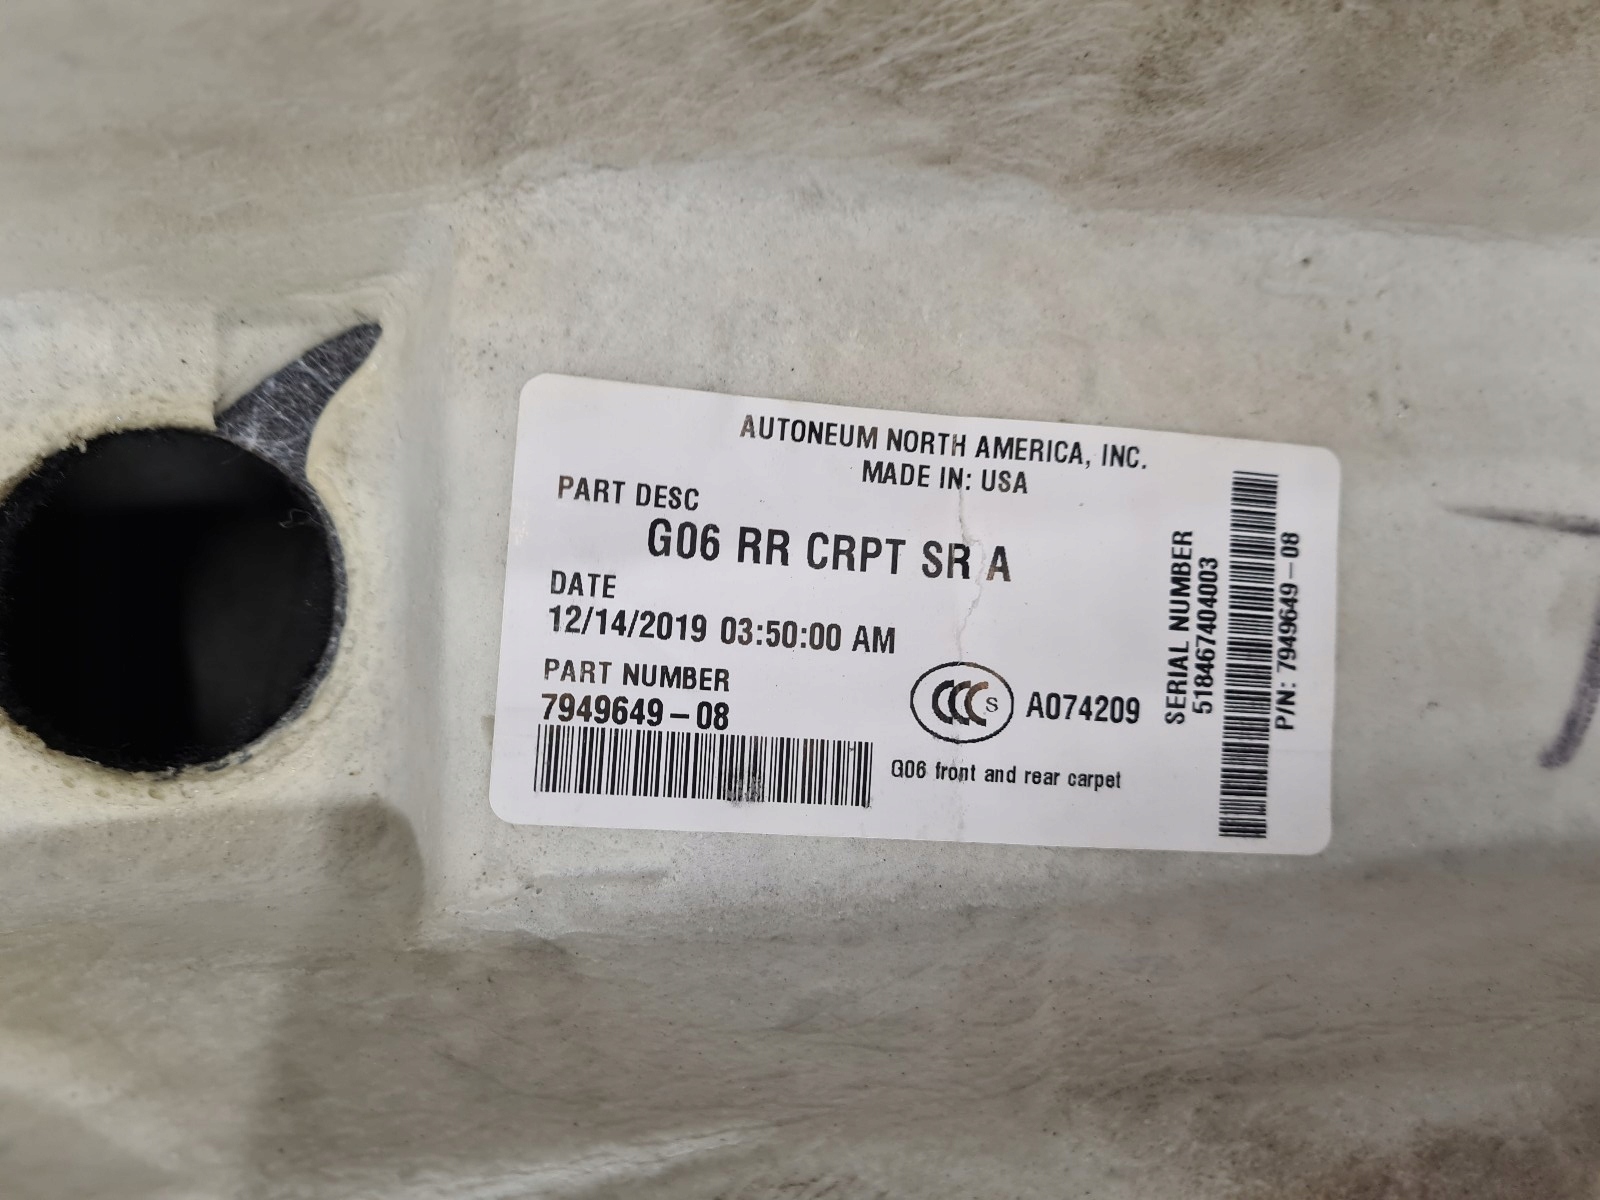 AUTONEUM NORTH AMERICA, INC.
MADE IN: USA
PART DESC
G06 RR CRPT SR A
DATE
12/14/2019 03:50:00 AM
PART NUMBER
7949649-08
CCC S A074209
G06 front and rear carpet
SERIAL NUMBER
518467404003
P/N: 7949649-08